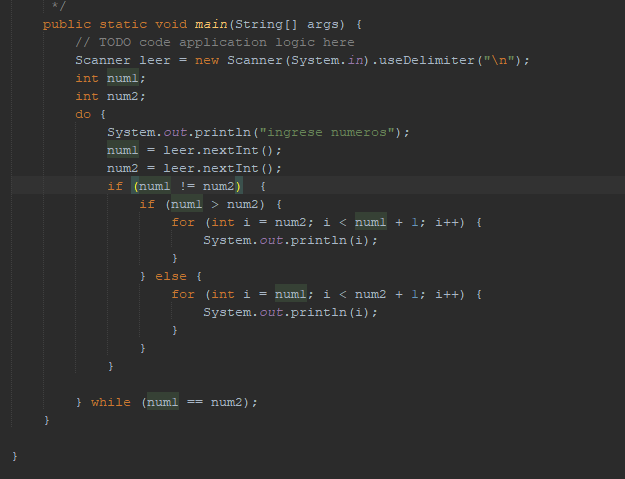 */
public static void main(String[] args) {
// TODO code application logic here
Scanner leer = new Scanner(System.in).useDelimiter("\n");
int num1;
int num2;
do {
System.out.println("ingrese numeros");
num1 = leer.nextInt();
num2 = leer.nextInt();
if (num1 != num2) {
if (num1 > num2) {
for (int i = num2; i < num1 + 1; i++) {
System.out.println(i);
}
} else {
for (int i = num1; i < num2 + 1; i++) {
System.out.println(i);
}
}
}
} while (num1 == num2);
}
}